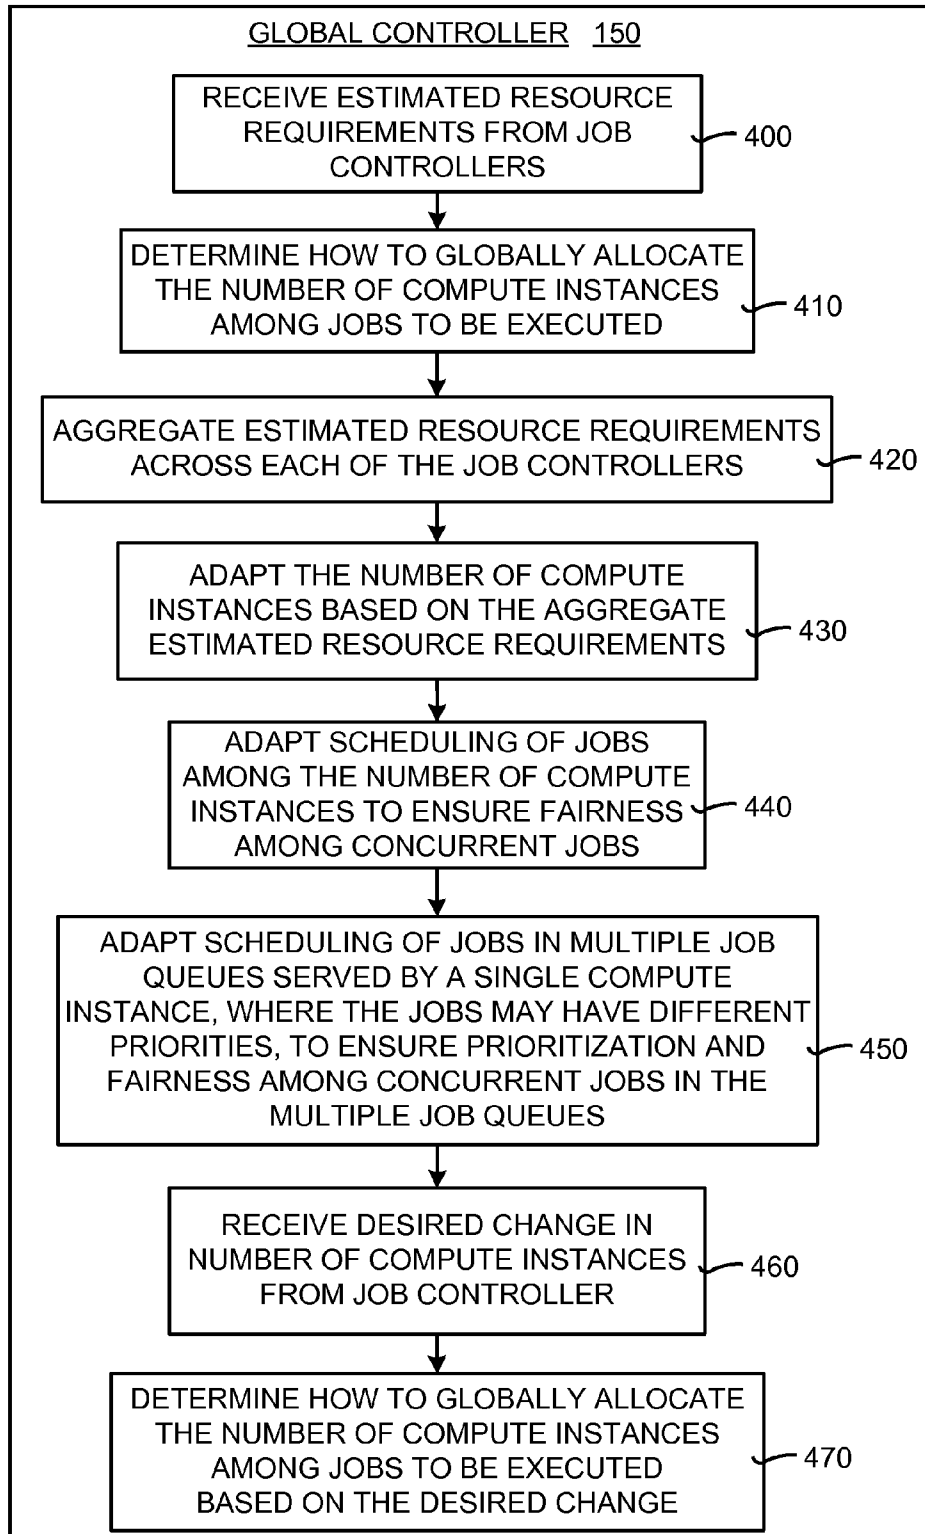 GLOBAL CONTROLLER 150
RECEIVE ESTIMATED RESOURCE
REQUIREMENTS FROM JOB
CONTROLLERS
400
DETERMINE HOW TO GLOBALLY ALLOCATE
THE NUMBER OF COMPUTE INSTANCES
AMONG JOBS TO BE EXECUTED
410
AGGREGATE ESTIMATED RESOURCE REQUIREMENTS
ACROSS EACH OF THE JOB CONTROLLERS
420
ADAPT THE NUMBER OF COMPUTE
INSTANCES BASED ON THE AGGREGATE
ESTIMATED RESOURCE REQUIREMENTS
430
ADAPT SCHEDULING OF JOBS
AMONG THE NUMBER OF COMPUTE
INSTANCES TO ENSURE FAIRNESS
AMONG CONCURRENT JOBS
440
ADAPT SCHEDULING OF JOBS IN MULTIPLE JOB
QUEUES SERVED BY A SINGLE COMPUTE
INSTANCE, WHERE THE JOBS MAY HAVE DIFFERENT
PRIORITIES, TO ENSURE PRIORITIZATION AND
FAIRNESS AMONG CONCURRENT JOBS IN THE
MULTIPLE JOB QUEUES
450
RECEIVE DESIRED CHANGE IN
NUMBER OF COMPUTE INSTANCES
FROM JOB CONTROLLER
460
DETERMINE HOW TO GLOBALLY ALLOCATE
THE NUMBER OF COMPUTE INSTANCES
AMONG JOBS TO BE EXECUTED
BASED ON THE DESIRED CHANGE
470